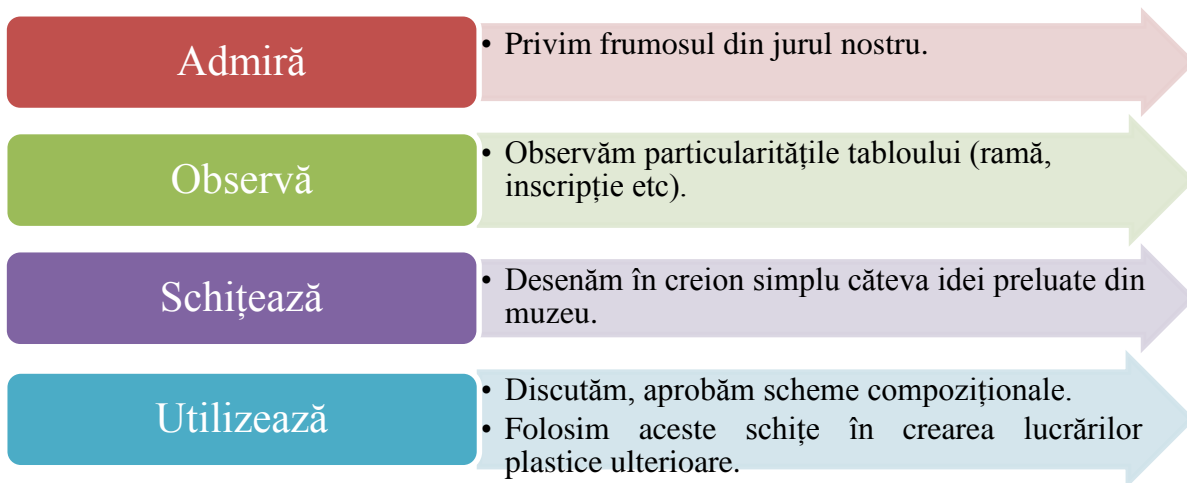 Admiră
• Privim frumosul din jurul nostru.
Observă
• Observăm particularitățile tabloului (ramă,
inscripție etc).
Schițează
• Desenăm în creion simplu căteva idei preluate din
muzeu.
Utilizează
• Discutăm, aprobăm scheme compoziționale.
• Folosim aceste schițe în crearea lucrărilor
plastice ulterioare.